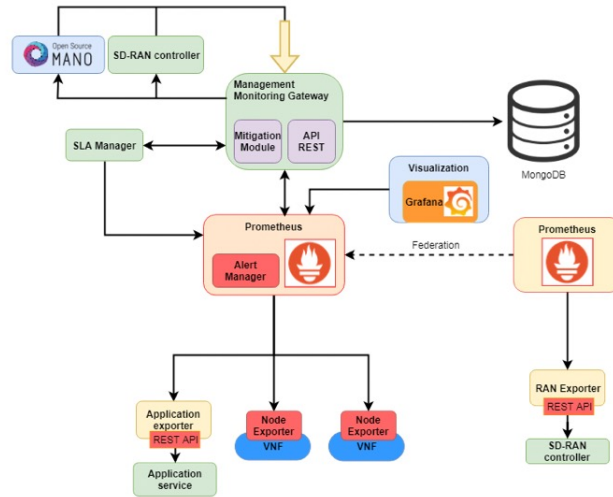 Open Source
MANO
SD-RAN controller
Management
Monitoring Gateway
Mitigation
Module
API
REST
SLA Manager
MongoDB
Visualization
Grafana
Prometheus
Alert
Manager
Federation
Prometheus
Application
exporter
REST API
Application
service
Node
Exporter
VNF
Node
Exporter
VNF
RAN Exporter
REST API
SD-RAN
controller